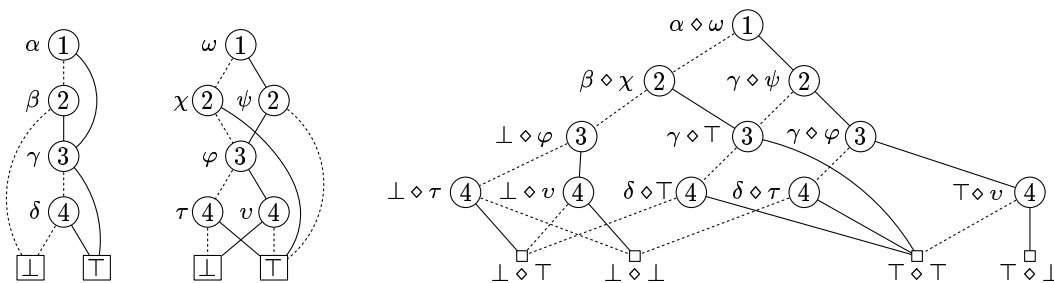 α ⋄ ω 1
α 1 ω 1
β ⋄ χ 2 γ ⋄ ψ 2
β 2 χ 2 ψ 2
⊥ ⋄ φ 3 γ ⋄ ⊤ 3 γ ⋄ φ 3
γ 3 φ 3
⊥ ⋄ τ 4 ⊥ ⋄ υ 4 δ ⋄ ⊤ 4 δ ⋄ τ 4 ⊤ ⋄ υ 4
δ 4 τ 4 υ 4
⊥ ⊤ ⊥ ⊤
⊥ ⋄ ⊤ ⊥ ⋄ ⊥ ⊤ ⋄ ⊤ ⊤ ⋄ ⊥